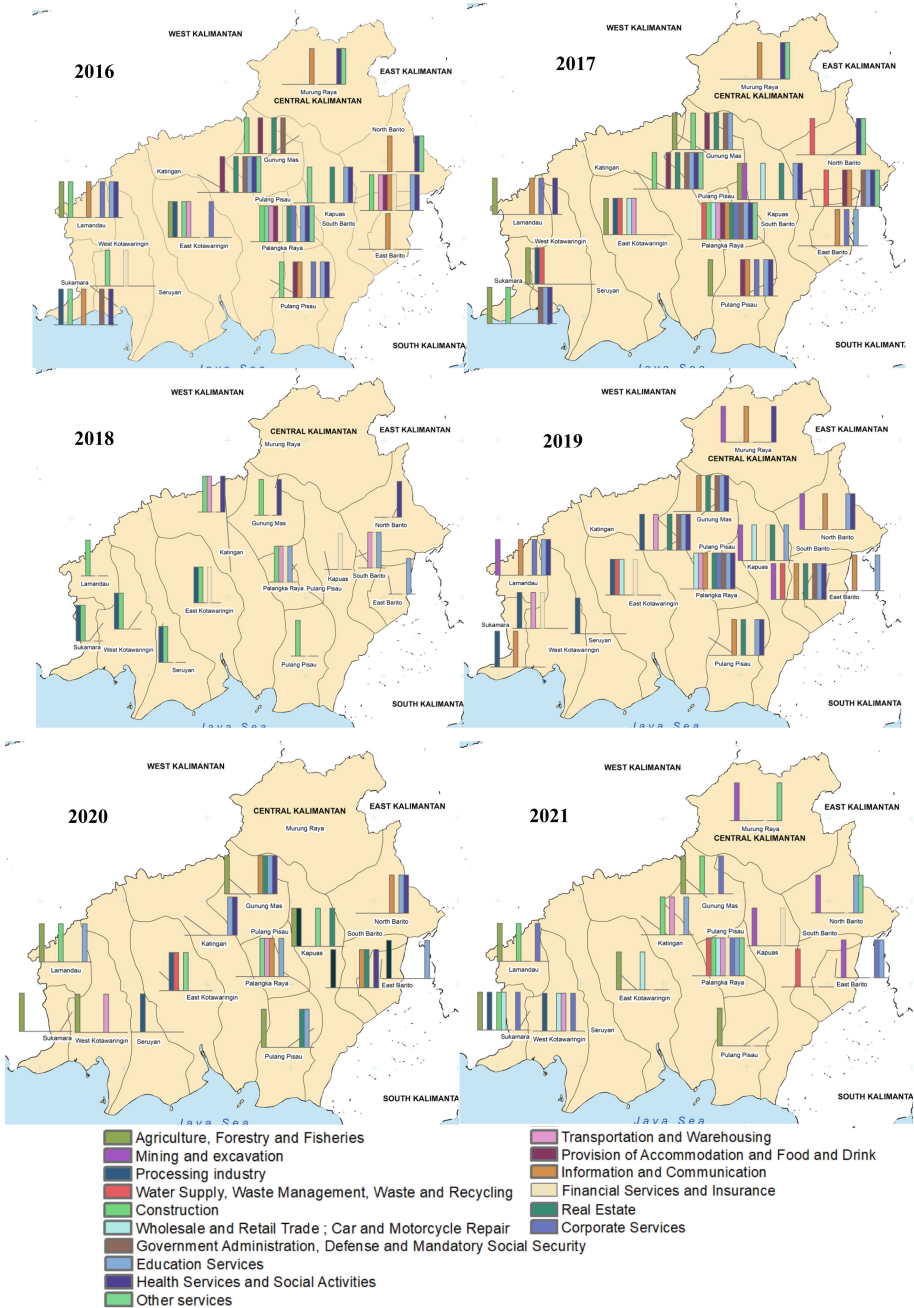 WEST KALIMANTAN
2016
EAST KALIMANTAN
Murung Raya
CENTRAL KALIMANTAN
North Barito
Gunung Mas
Katingan
Pulang Pisau
Kapuas
Lamandau
South Barito
East Kotawaringin
Palangka Raya
West Kotawaringin
East Barito
Sukamara
Seruyan
Pulang Pisau
SOUTH KALIMANTAN
Java Sea
WEST KALIMANTAN
2017
EAST KALIMANTAN
Murung Raya
CENTRAL KALIMANTAN
Gunung Mas
North Barito
Katingan
Pulang Pisau
Kapuas
Lamandau
South Barito
West Kotawaringin
East Kotawaringin
Palangka Raya
East Barito
Sukamara
Seruyan
Pulang Pisau
SOUTH KALIMANT
Java Sea
WEST KALIMANTAN
2018
CENTRAL KALIMANTAN
EAST KALIMANTAN
Murung Raya
Gunung Mas
North Barito
Katingan
Lamandau
Palangka Raya
Pulang Pisau
Kapuas
South Barito
East Barito
East Kotawaringin
Sukamara
West Kotawaringin
Seruyan
Pulang Pisau
SOUTH KALIMANTA
Java Sea
WEST KALIMANTAN
2019
EAST KALIMANTAN
Murung Raya
CENTRAL KALIMANTAN
Gunung Mas
Katingan
North Barito
Pulang Pisau
South Barito
Kapuas
Lamandau
East Kotawaringin
Palangka Raya
East Barito
Sukamara
Seruyan
West Kotawaringin
Pulang Pisau
SOUTH KALIMANTA
Java Sea
WEST KALIMANTAN
2020
CENTRAL KALIMANTAN
EAST KALIMANTAN
Murung Raya
Gunung Mas
North Barito
Pulang Pisau
Katingan
South Barito
Kapuas
Lamandau
Palangka Raya
East Barito
East Kotawaringin
Sukamara
West Kotawaringin
Seruyan
Pulang Pisau
SOUTH KALIMANTAN
Java Sea
WEST KALIMANTAN
2021
EAST KALIMANTAN
Murung Raya
CENTRAL KALIMANTAN
Gunung Mas
North Barito
Katingan
Pulang Pisau
South Barito
Kapuas
Lamandau
Palangka Raya
East Barito
East Kotawaringin
Sukamara
West Kotawaringin
Seruyan
Pulang Pisau
SOUTH KALIMANTA
Java Sea
Agriculture, Forestry and Fisheries
Mining and excavation
Processing industry
Water Supply, Waste Management, Waste and Recycling
Construction
Wholesale and Retail Trade ; Car and Motorcycle Repair
Government Administration, Defense and Mandatory Social Security
Education Services
Health Services and Social Activities
Other services
Transportation and Warehousing
Provision of Accommodation and Food and Drink
Information and Communication
Financial Services and Insurance
Real Estate
Corporate Services